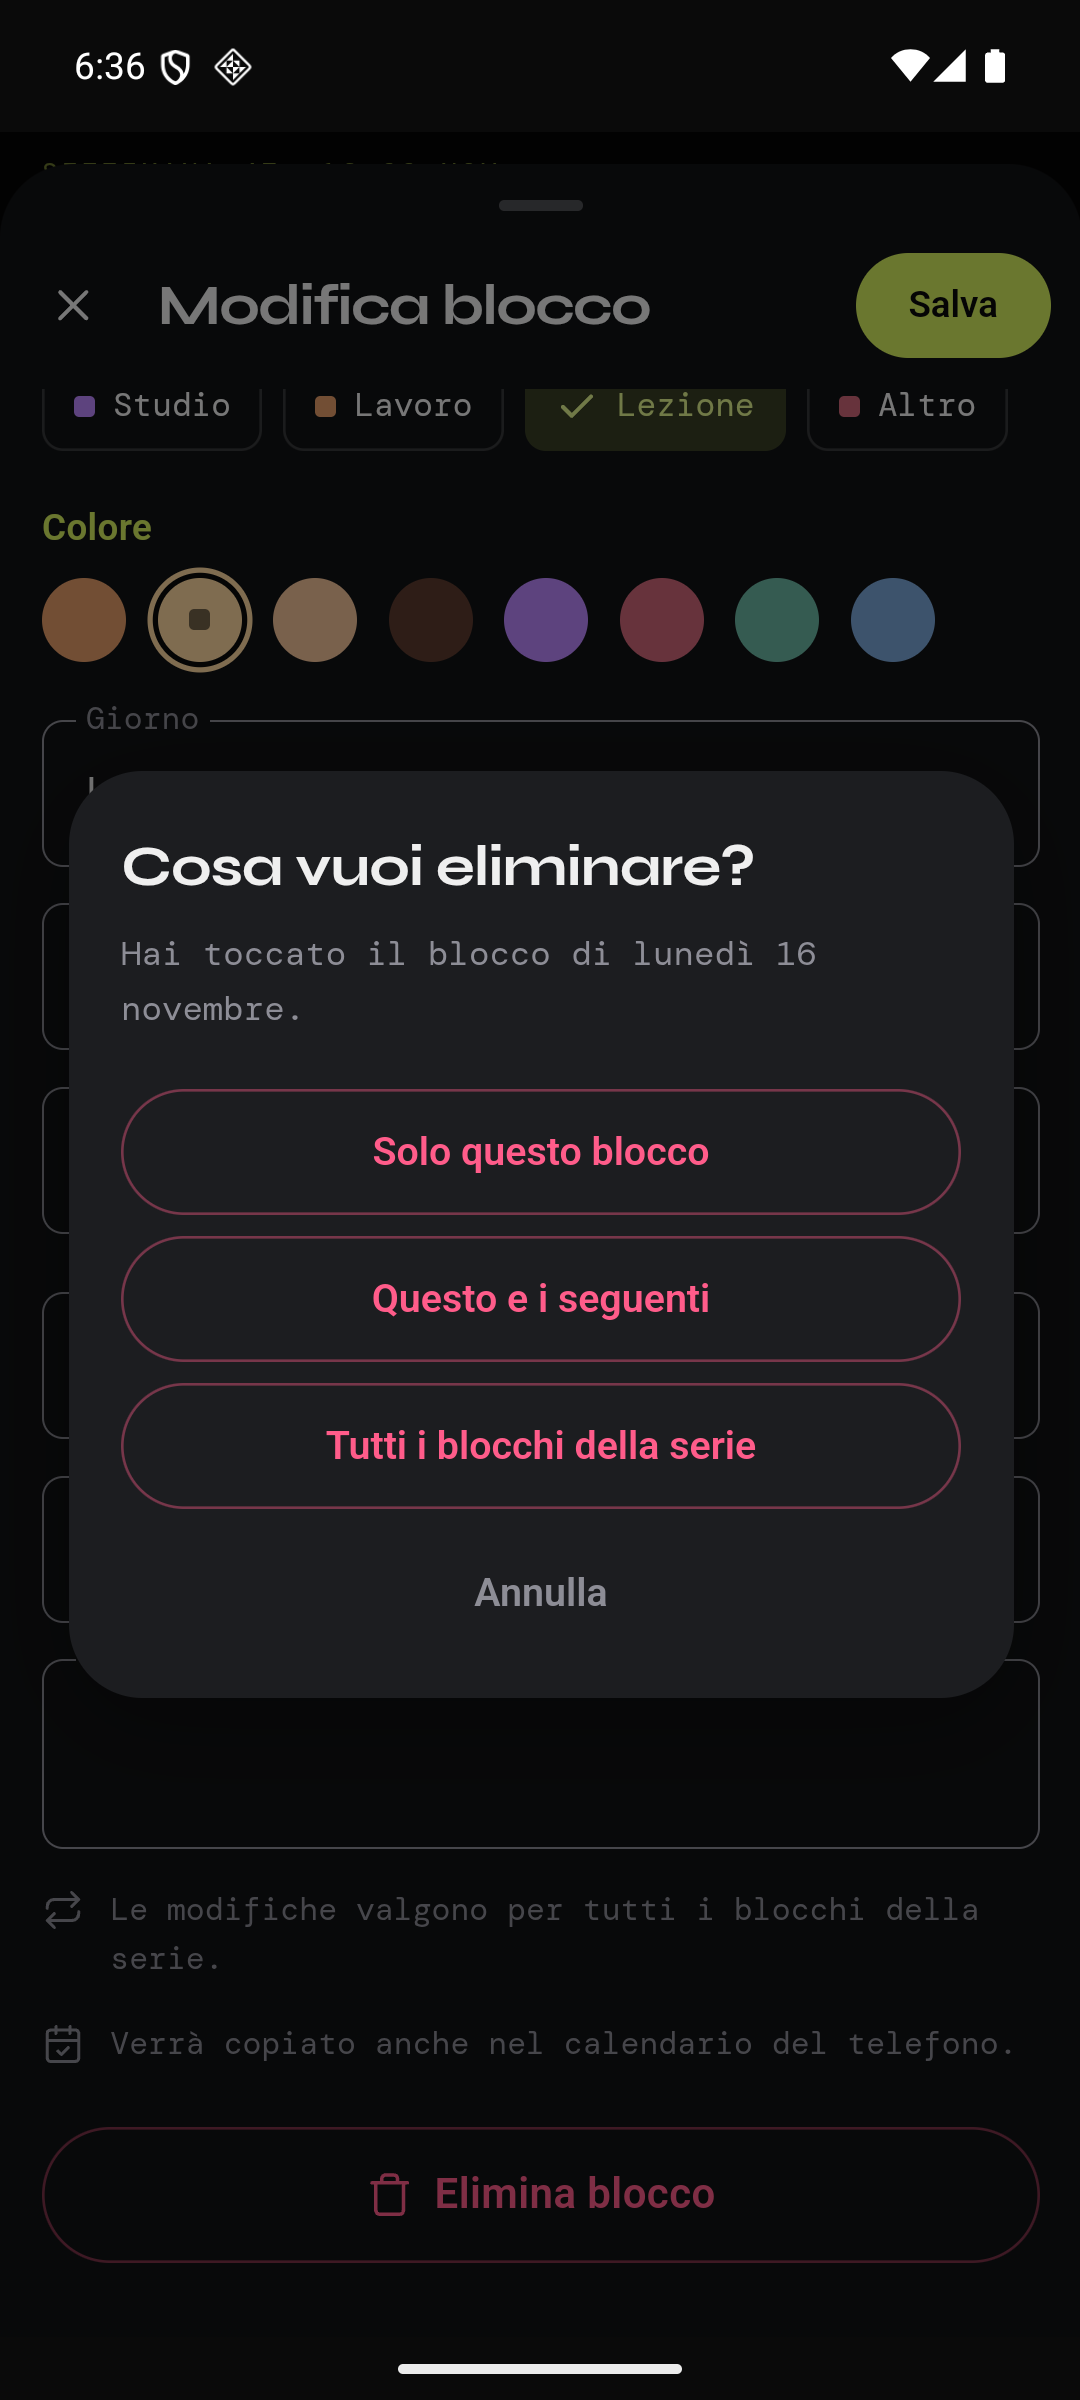 6:36
Modifica blocco
Salva
Studio
Lavoro
Lezione
Altro
Colore
Giorno
Cosa vuoi eliminare?
Hai toccato il blocco di lunedì 16
novembre.
Solo questo blocco
Questo e i seguenti
Tutti i blocchi della serie
Annulla
Le modifiche valgono per tutti i blocchi della
serie.
Verrà copiato anche nel calendario del telefono.
Elimina blocco